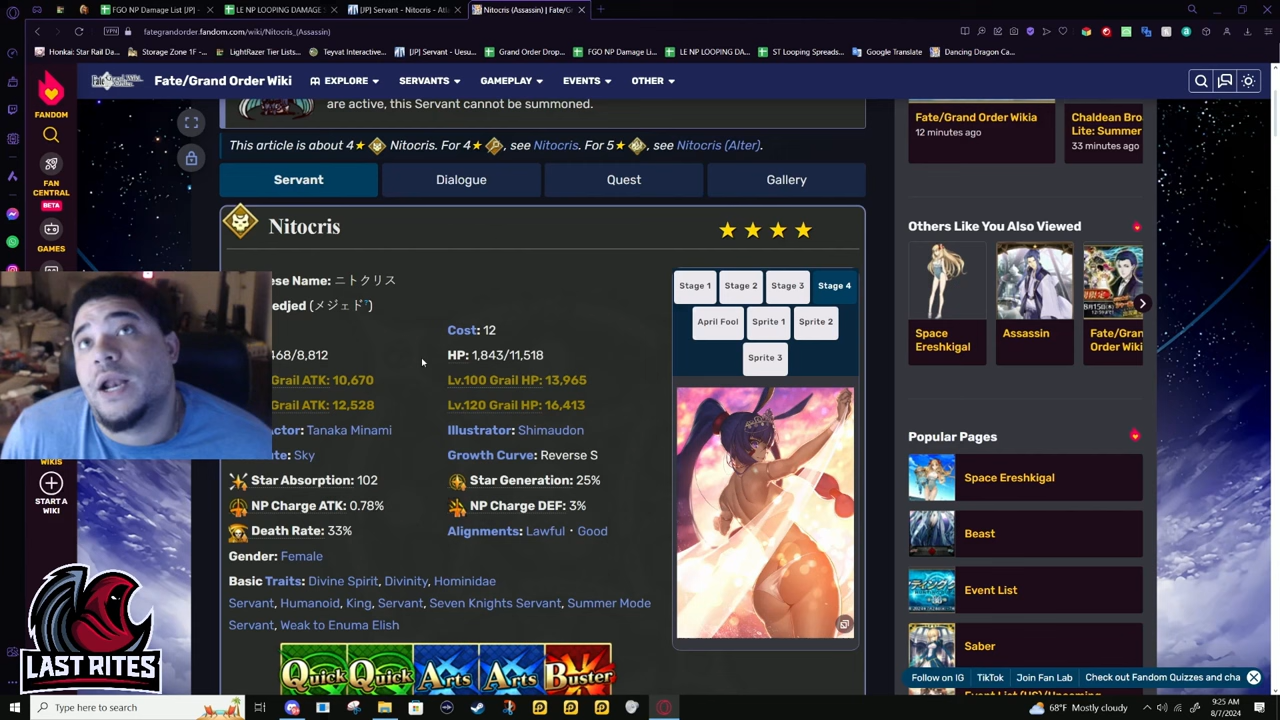 FGO NP Damage List [JP]
LE NP LOOPING DAMAGE
[JP] Servant - Nitocris - Atl
Nitocris (Assassin) | Fate/G
VPN
fategrandorder.fandom.com/wiki/Nitocris_(Assassin)
Honkai: Star Rail Da...
Storage Zone 1F -...
LightRazer Tier Lists...
Teyvat Interactive...
[JP] Servant - Uesu...
Grand Order Drop...
FGO NP Damage Li...
LE NP LOOPING DA...
ST Looping Spreads...
Google Translate
Dancing Dragon Ca...
FANDOM
Fate/Grand Order Wiki
EXPLORE
SERVANTS
GAMEPLAY
EVENTS
OTHER
are active, this Servant cannot be summoned.
This article is about 4★ Nitocris. For 4★, see Nitocris. For 5★, see Nitocris (Alter).
Servant
Dialogue
Quest
Gallery
FAN
CENTRAL
BETA
GAMES
Nitocris
ese Name: ニトクリス
edjed (メジェド?)
Cost: 12
468/8,812
HP: 1,843/11,518
Grail ATK: 10,670
Lv.100 Grail HP: 13,965
Grail ATK: 12,528
Lv.120 Grail HP: 16,413
actor: Tanaka Minami
Illustrator: Shimaudon
te: Sky
Growth Curve: Reverse S
Star Absorption: 102
Star Generation: 25%
NP Charge ATK: 0.78%
NP Charge DEF: 3%
Death Rate: 33%
Alignments: Lawful・Good
Gender: Female
Basic Traits: Divine Spirit, Divinity, Hominidae
Servant, Humanoid, King, Servant, Seven Knights Servant, Summer Mode
Servant, Weak to Enuma Elish
Quick
Quick
Arts
Arts
Buster
Stage 1
Stage 2
Stage 3
Stage 4
April Fool
Sprite 1
Sprite 2
Sprite 3
WIKIS
START A
WIKI
LAST RITES
Fate/Grand Order
Wikia
12 minutes ago
Chaldean Bro
Lite: Summer
33 minutes ago
Others Like You Also Viewed
Space
Ereshkigal
Assassin
Fate/Gran
Order
Popular Pages
Space Ereshkigal
Beast
Event List
Saber
Event List (US)/Upcoming
Follow on IG
TikTok
Join Fan Lab
Check out Fandom Quizzes and cha
Type here to search
68°F Mostly cloudy
9:25 AM
8/7/2024